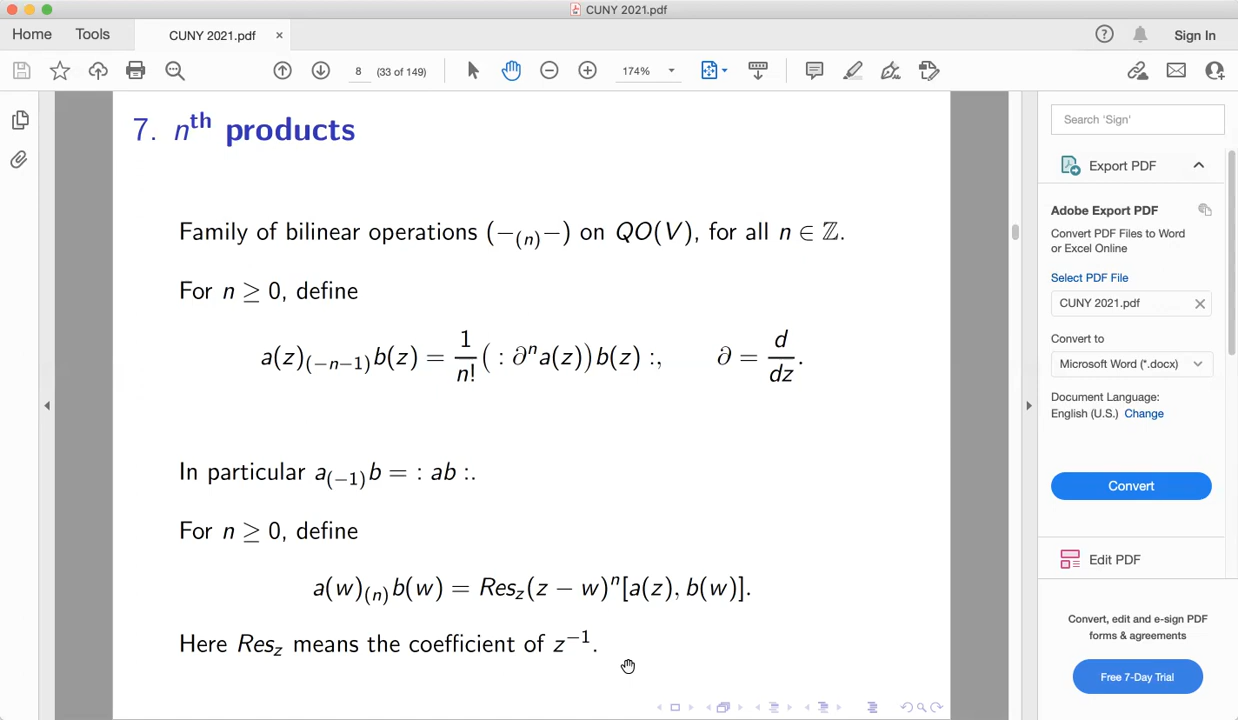 CUNY 2021.pdf
Home Tools CUNY 2021.pdf × Sign In
8 (33 of 149) 174%
7. nᵗʰ products
Family of bilinear operations (−₍ₙ₎−) on QO(V), for all n ∈ ℤ.
For n ≥ 0, define
a(z)₍₋ₙ₋₁₎b(z) = 1/n! ( : ∂ⁿa(z))b(z) :, ∂ = d/dz.
In particular a₍₋₁₎b = : ab :.
For n ≥ 0, define
a(w)₍ₙ₎b(w) = Res_z(z − w)ⁿ[a(z), b(w)].
Here Res_z means the coefficient of z⁻¹.
Search 'Sign'
Export PDF
Adobe Export PDF
Convert PDF Files to Word
or Excel Online
Select PDF File
CUNY 2021.pdf ×
Convert to
Microsoft Word (*.docx)
Document Language:
English (U.S.) Change
Convert
Edit PDF
Convert, edit and e-sign PDF
forms & agreements
Free 7-Day Trial